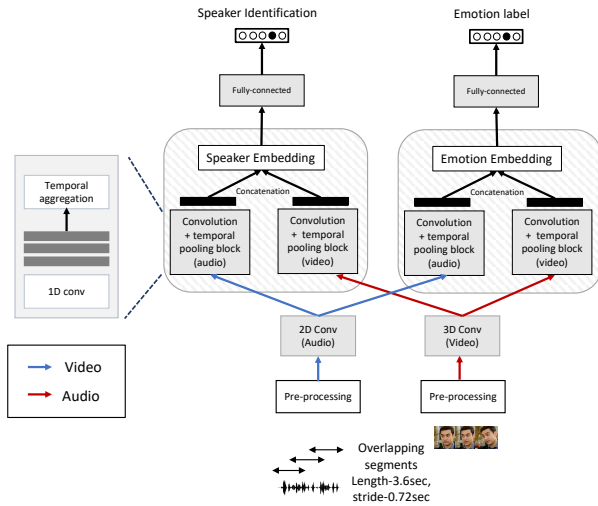 Speaker Identification
Emotion label
Fully-connected
Fully-connected
Speaker Embedding
Emotion Embedding
Concatenation
Concatenation
Temporal
aggregation
1D conv
Convolution
+ temporal
pooling block
(audio)
Convolution
+ temporal
pooling block
(video)
Convolution
+ temporal
pooling block
(audio)
Convolution
+ temporal
pooling block
(video)
2D Conv
(Audio)
3D Conv
(Video)
Video
Audio
Pre-processing
Pre-processing
Overlapping
segments
Length-3.6sec,
stride-0.72sec